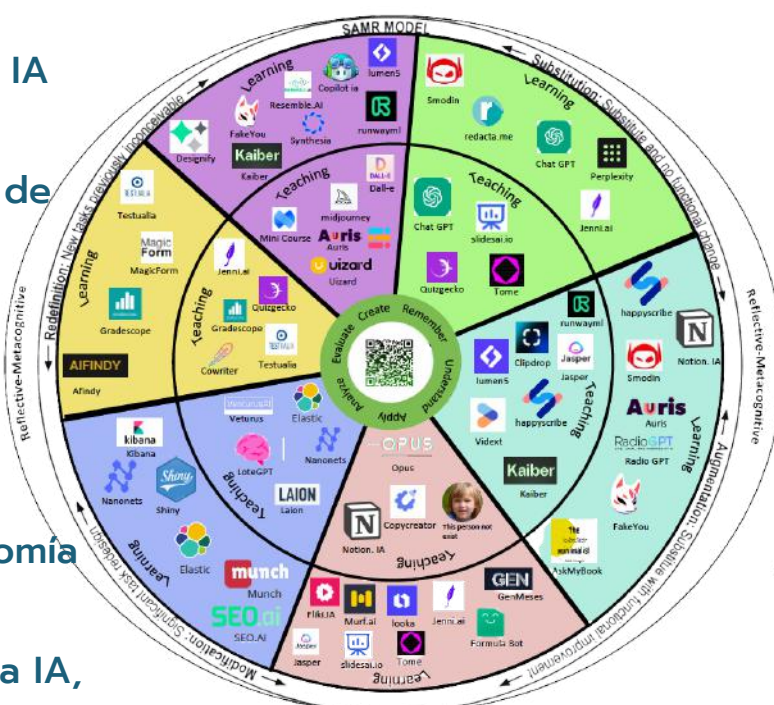 IA
de
omía
a IA,
SAMR MODEL
Substitution: Substitute and no functional change
Augmentation: Substitue with functional improvement
Modification: Significant task redesign
Redefinition: New tasks previously inconceivable
Reflective-Metacognitive
Reflective-Metacognitive
Create
Remember
Understand
Apply
Analyze
Evaluate
Learning
lumen5
Copilot ia
Resemble.AI
FakeYou
Synthesia
runwayml
Designify
Kaiber
Kaiber
Teaching
DALL-E
Dall-e
midjourney
Mini Course
Auris
Auris
uizard
Uizard
Learning
Smodin
redacta.me
Chat GPT
Perplexity
Jenni.ai
Teaching
Chat GPT
slidesai.io
Quizgecko
Tome
Learning
happyscribe
Notion. IA
Smodin
Auris
Auris
RadioGPT
Radio GPT
FakeYou
AskMyBook
Teaching
runwayml
Clipdrop
lumen5
Jasper
Jasper
Vidext
happyscribe
Kaiber
Kaiber
Teaching
OPUS
Opus
Notion. IA
Copycreator
This person not
exist
Learning
FlikiIA
Murf.ai
looka
Jenni.ai
GEN
GenMeses
Jasper
slidesai.io
Tome
Formula Bot
Teaching
Veturus
Elastic
LoteGPT
Nanonets
LAION
Laion
Learning
kibana
Kibana
Nanonets
Shiny
Shiny
Elastic
munch
Munch
SEO.ai
SEO.AI
Teaching
Jenni.ai
Quizgecko
Gradescope
TESTUALIA
Testualia
Cowriter
Learning
TESTUALIA
Testualia
Magic
Form
MagicForm
Gradescope
AIFINDY
Afindy